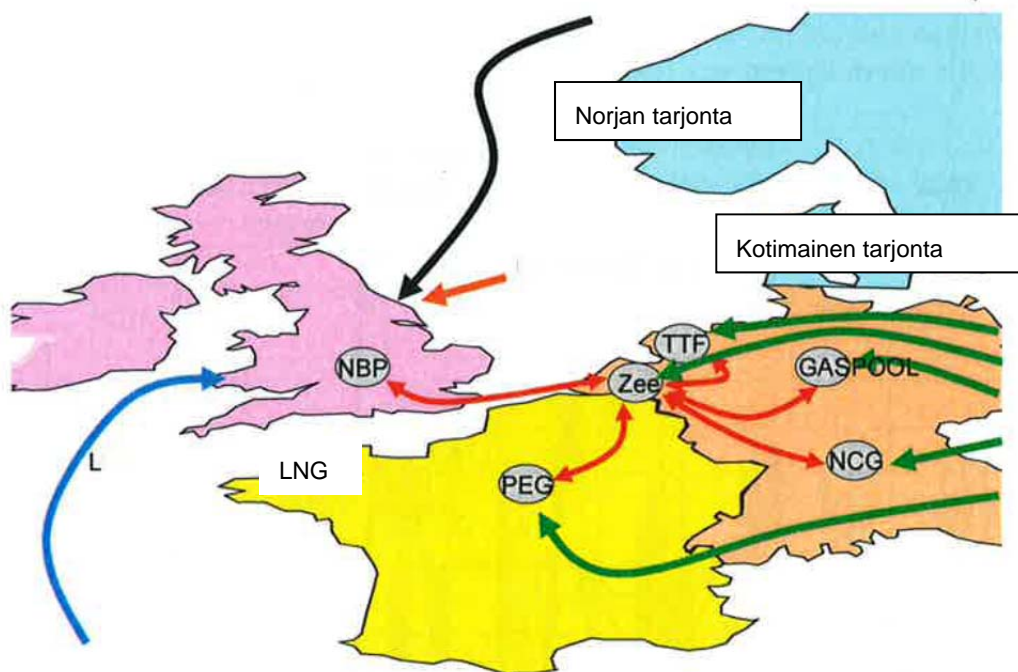 Norjan tarjonta
Kotimainen tarjonta
TTF
NBP
Zee
GASPOOL
L
LNG
PEG
NCG